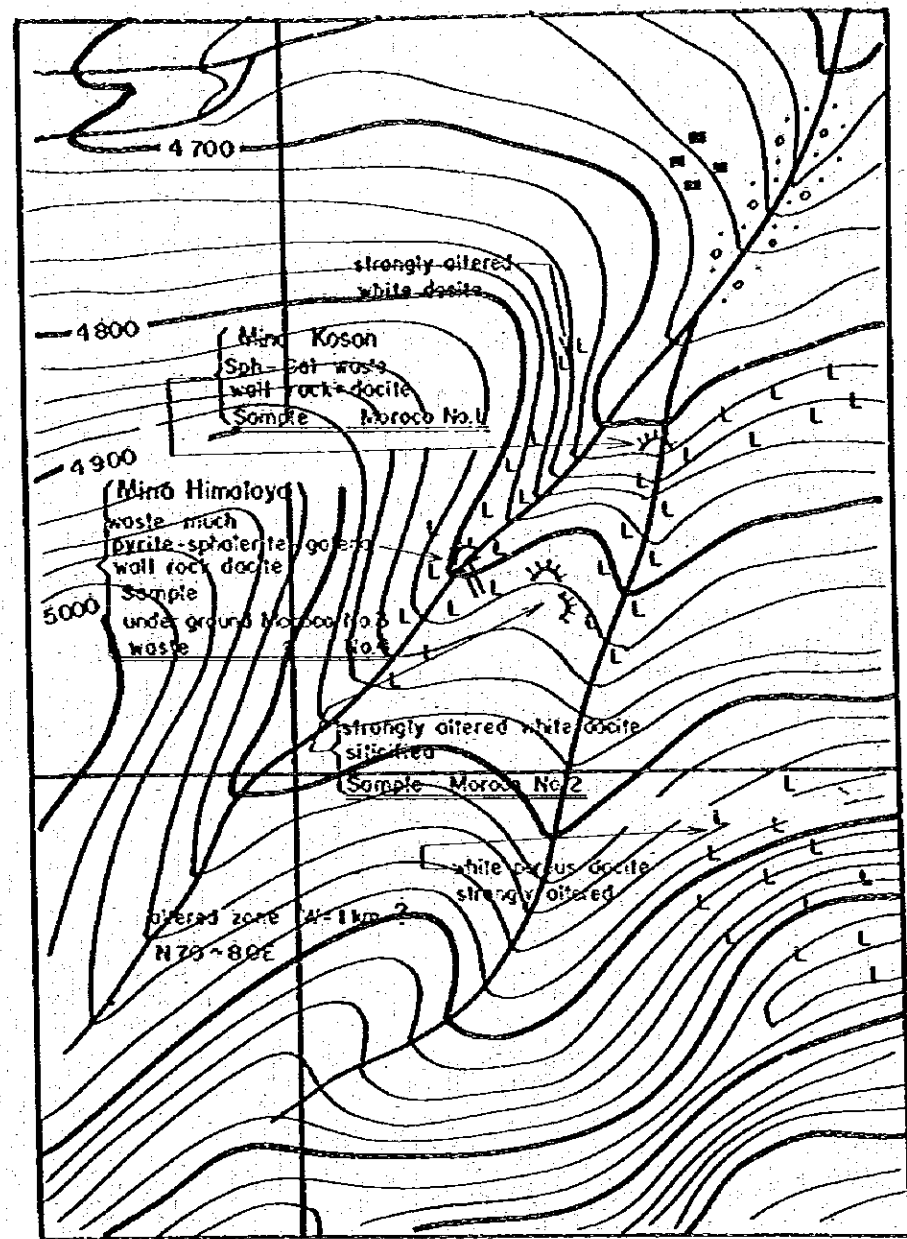 4700
strongly altered
white dasite
4800
Mina Koson
Sph-Gal waste
wall rock=dacite
Sample Moroco No.1
4900
Mina Himalaya
waste much
pyrite-sphalerite-galena
wall rock dacite
Sample
5000
under ground Moroco No.3
waste No.4
strongly altered white dacite
silicified
Sample Moroco No.2
white porous dacite
strongly altered
altered zone W=1km ?
N70~80E